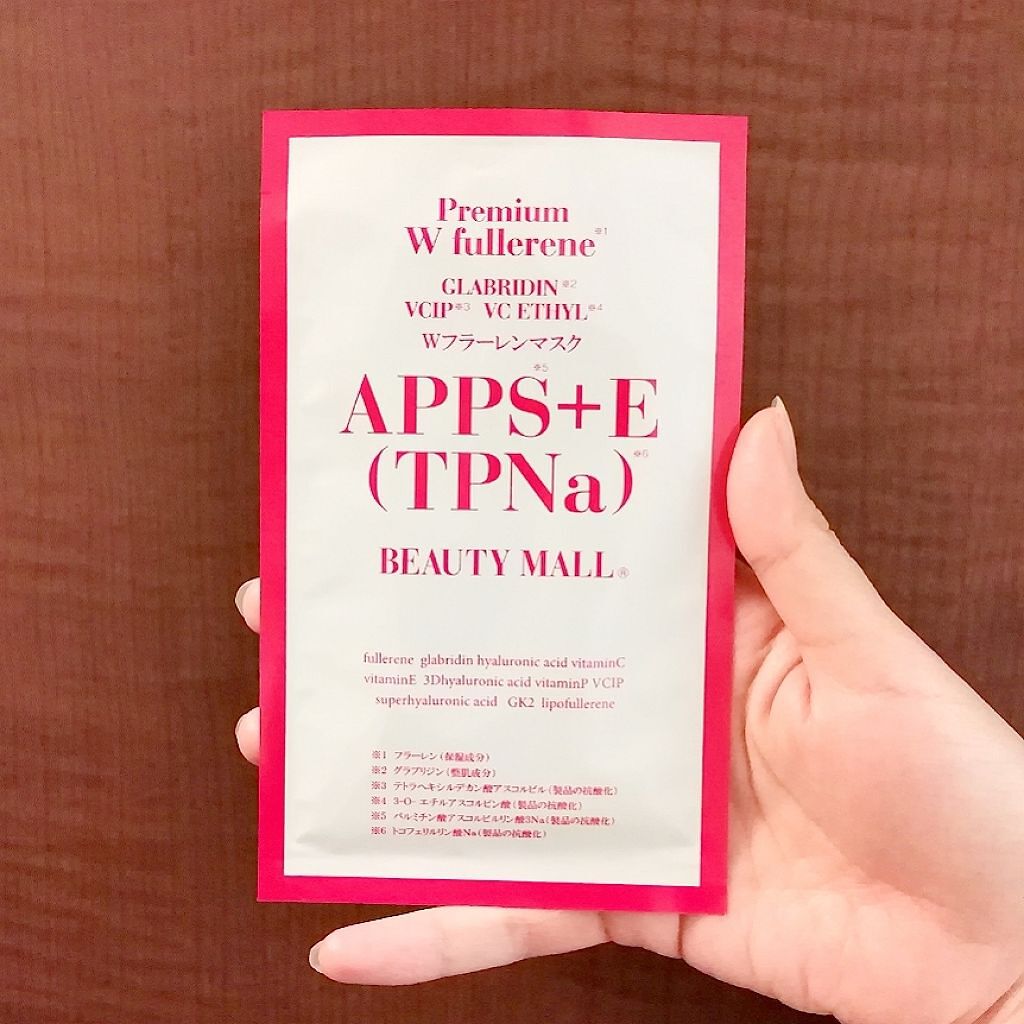 Premium
W fullerene※1
GLABRIDIN※2
VCIP※3 VC ETHYL※4
Wフラーレンマスク
APPS+E※5
(TPNa)※6
BEAUTY MALL®
fullerene glabridin hyaluronic acid vitaminC
vitaminE 3Dhyaluronic acid vitaminP VCIP
superhyaluronic acid GK2 lipofullerene
※1 フラーレン(保湿成分)
※2 グラブリジン(整肌成分)
※3 テトラヘキシルデカン酸アスコルビル(製品の抗酸化)
※4 3-O-エチルアスコルビン酸(製品の抗酸化)
※5 パルミチン酸アスコルビルリン酸3Na(製品の抗酸化)
※6 トコフェリルリン酸Na(製品の抗酸化)